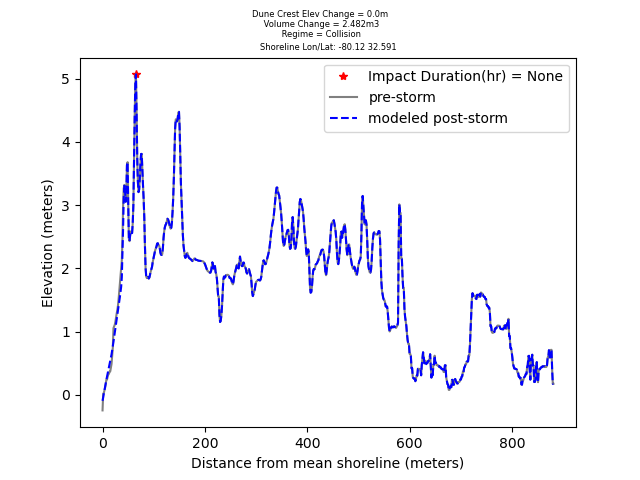 Dune Crest Elev Change = 0.0m
Volume Change = 2.482m3
Regime = Collision
Shoreline Lon/Lat: -80.12 32.591
Impact Duration(hr) = None
pre-storm
modeled post-storm
Elevation (meters)
5
4
3
2
1
0
0 200 400 600 800
Distance from mean shoreline (meters)